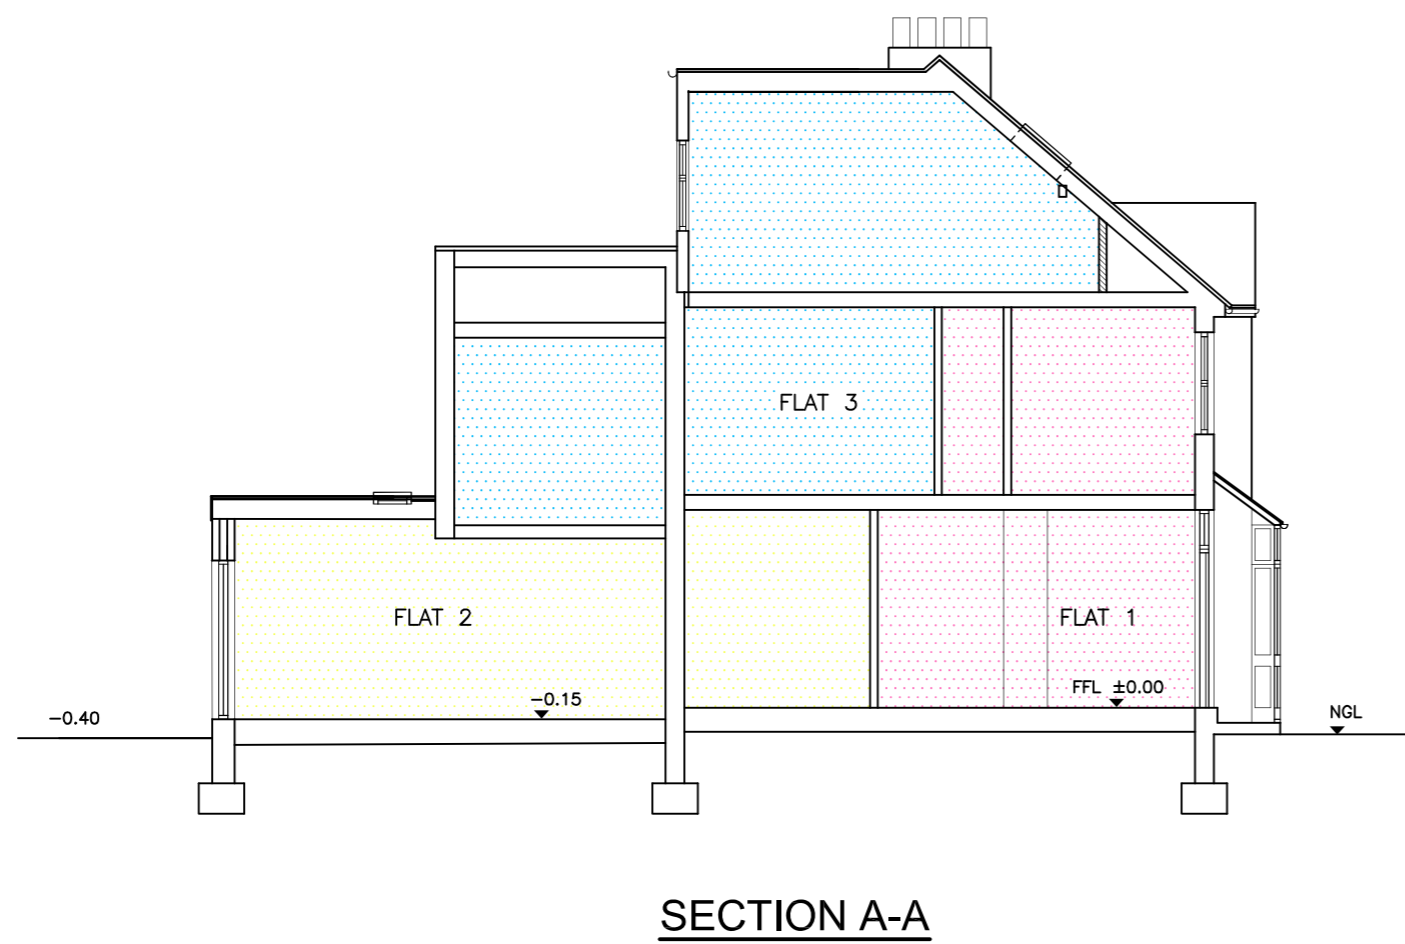 FLAT 3
FLAT 2
FLAT 1
FFL ±0.00
−0.15
−0.40
NGL
SECTION A-A